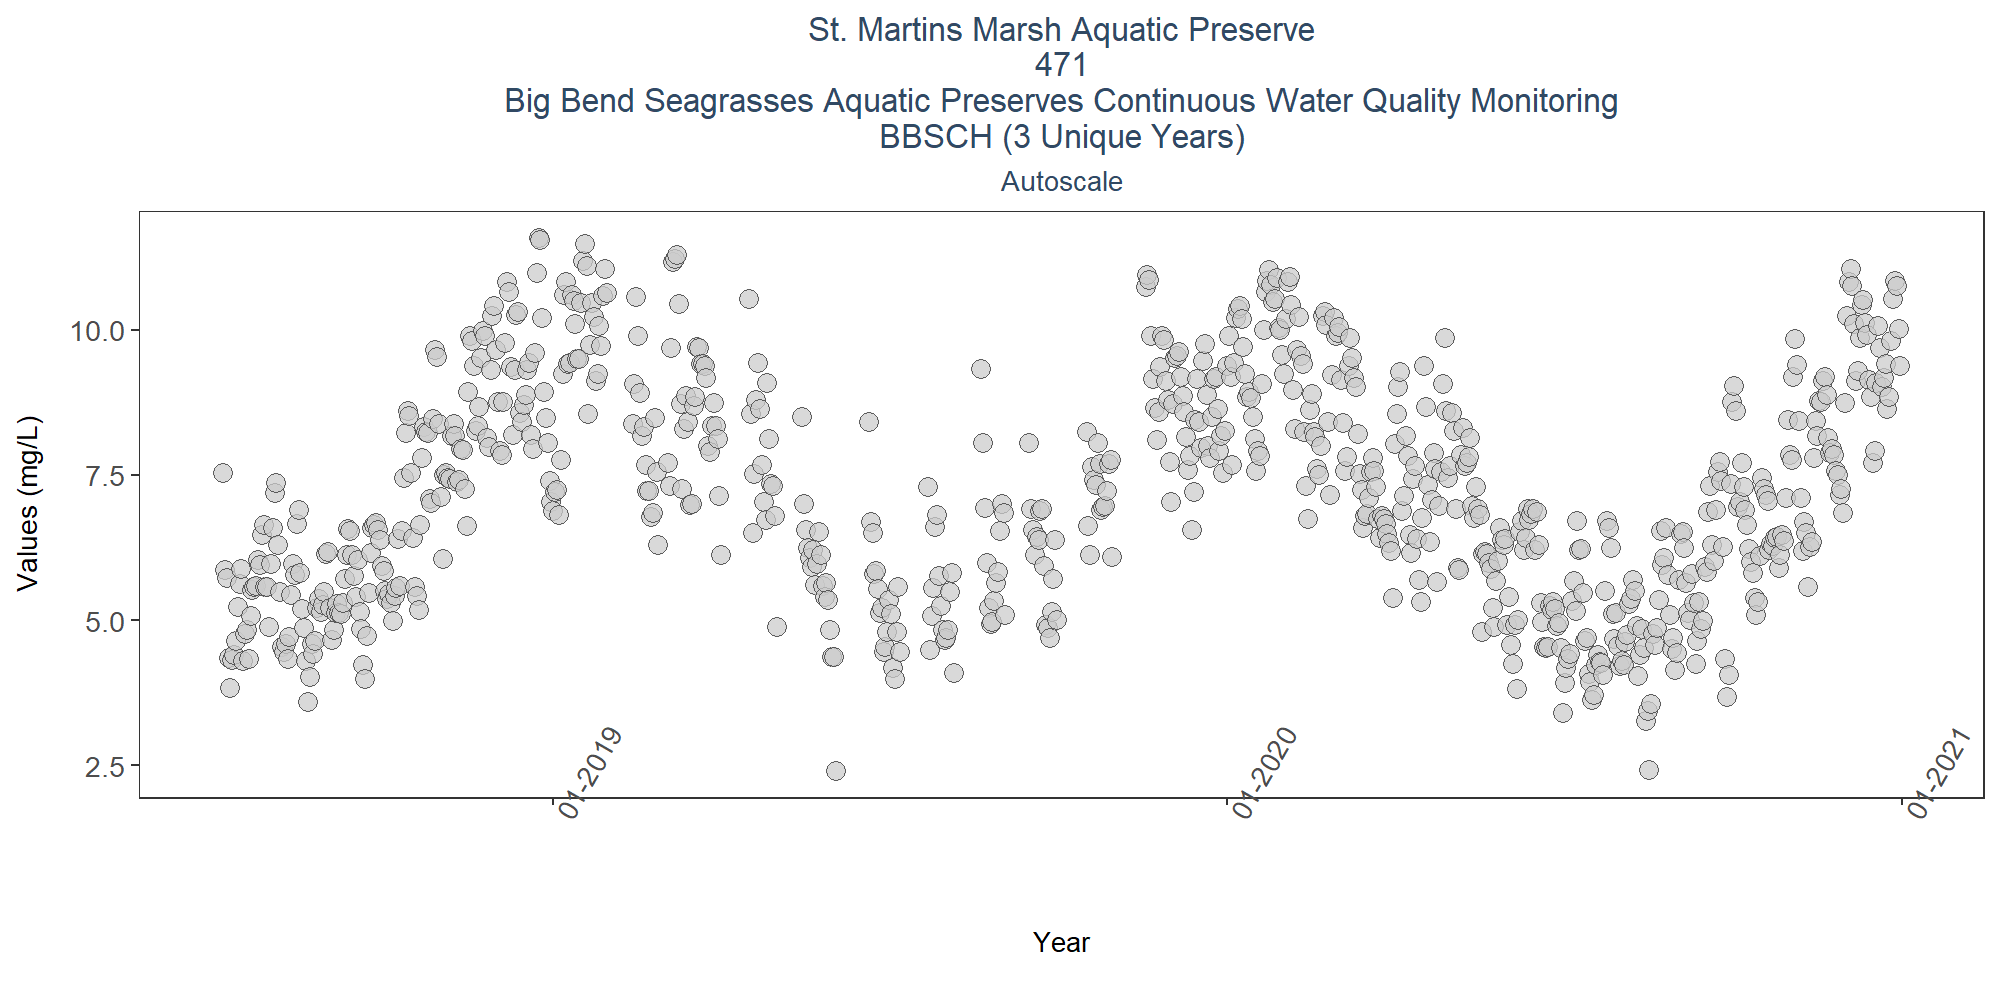 St. Martins Marsh Aquatic Preserve
471
Big Bend Seagrasses Aquatic Preserves Continuous Water Quality Monitoring
BBSCH (3 Unique Years)
Autoscale
Values (mg/L)
10.0
7.5
5.0
2.5
01-2019
01-2020
01-2021
Year